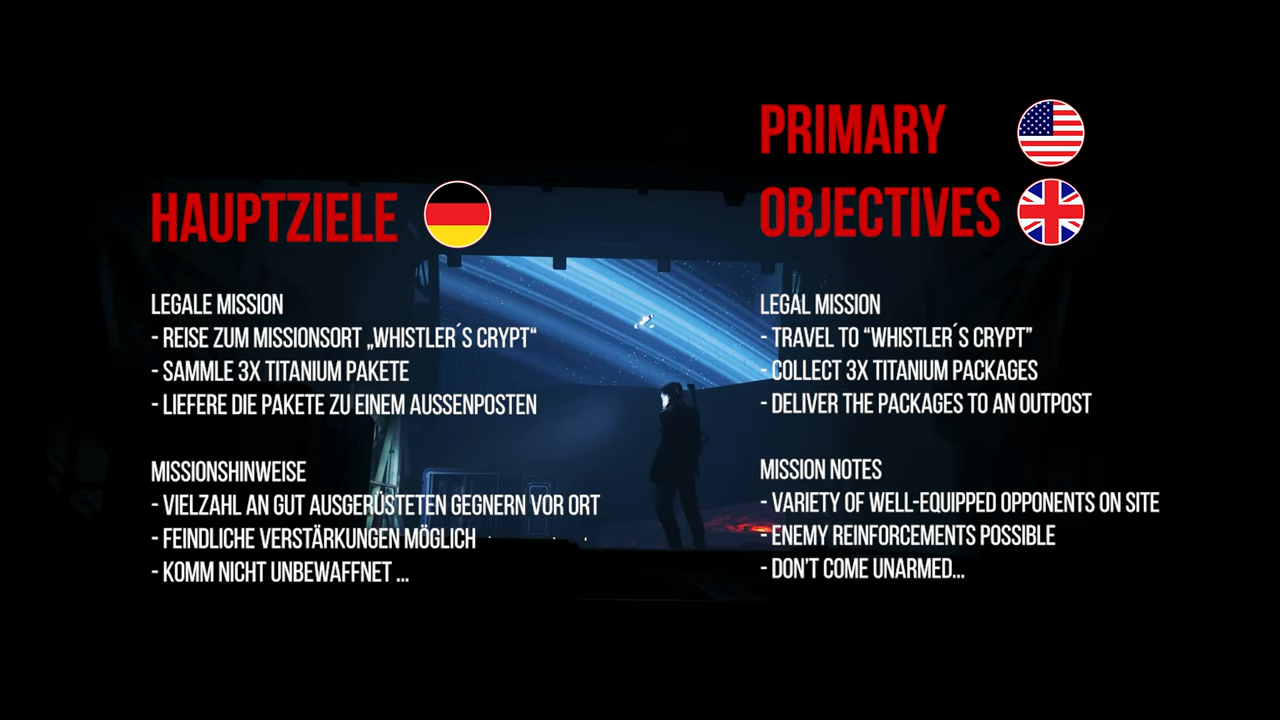 HAUPTZIELE
LEGALE MISSION
- REISE ZUM MISSIONSORT „WHISTLER´S CRYPT“
- SAMMLE 3X TITANIUM PAKETE
- LIEFERE DIE PAKETE ZU EINEM AUSSENPOSTEN
MISSIONSHINWEISE
- VIELZAHL AN GUT AUSGERÜSTETEN GEGNERN VOR ORT
- FEINDLICHE VERSTÄRKUNGEN MÖGLICH
- KOMM NICHT UNBEWAFFNET ...
PRIMARY
OBJECTIVES
LEGAL MISSION
- TRAVEL TO “WHISTLER´S CRYPT”
- COLLECT 3X TITANIUM PACKAGES
- DELIVER THE PACKAGES TO AN OUTPOST
MISSION NOTES
- VARIETY OF WELL-EQUIPPED OPPONENTS ON SITE
- ENEMY REINFORCEMENTS POSSIBLE
- DON’T COME UNARMED...